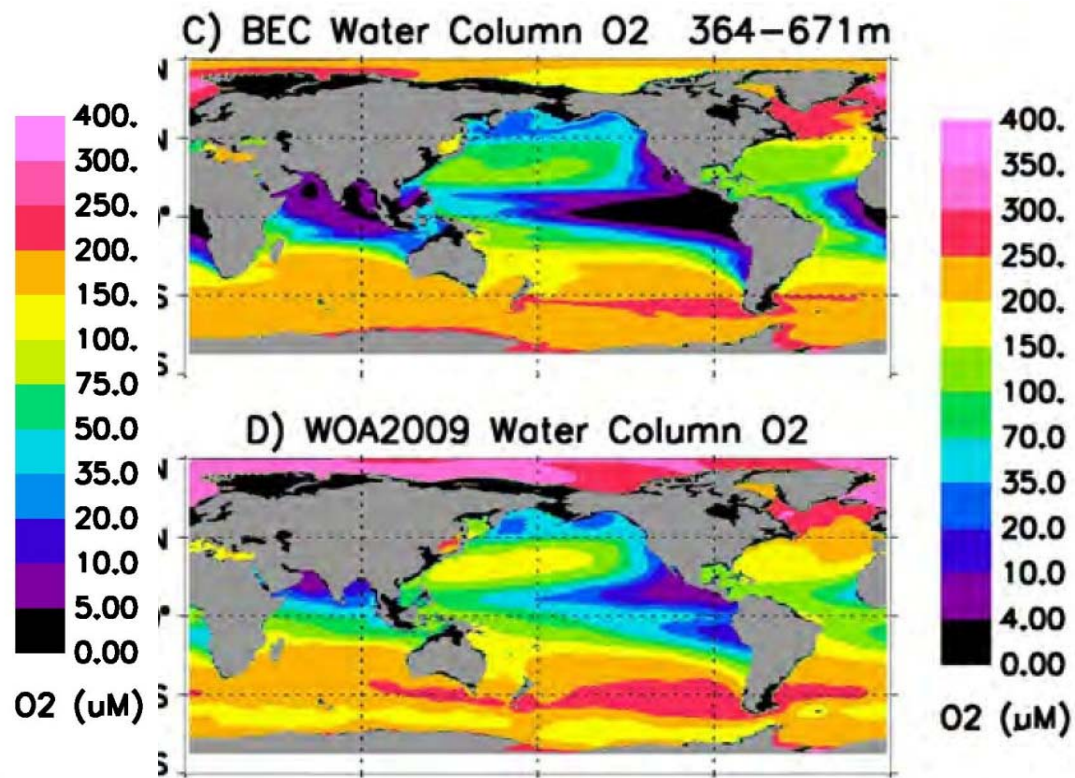 C) BEC Water Column O2 364–671m
N
N
T
S
S
400.
300.
250.
200.
150.
100.
75.0
50.0
35.0
20.0
10.0
5.00
0.00
O2 (uM)
400.
350.
300.
250.
200.
150.
100.
70.0
35.0
20.0
10.0
4.00
0.00
O2 (µM)
D) WOA2009 Water Column O2
N
N
T
S
S